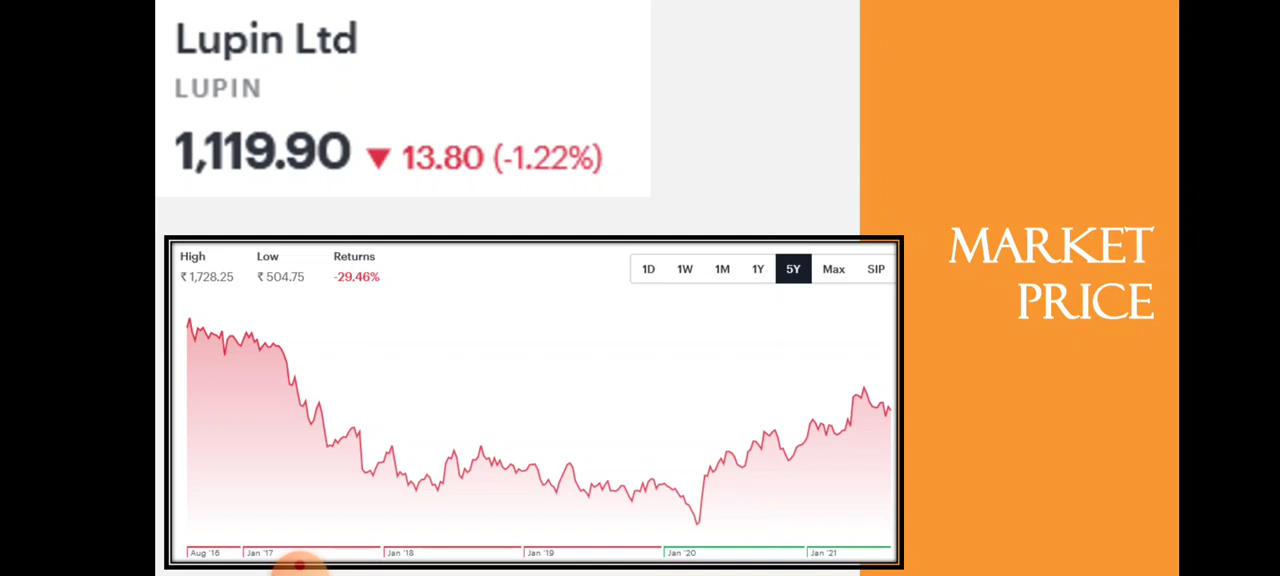 Lupin Ltd
LUPIN
1,119.90 ▼ 13.80 (-1.22%)
High Low Returns
₹ 1,728.25 ₹ 504.75 -29.46%
1D 1W 1M 1Y 5Y Max SIP
MARKET
PRICE
Aug '16 Jan '17 Jan '18 Jan '19 Jan '20 Jan '21